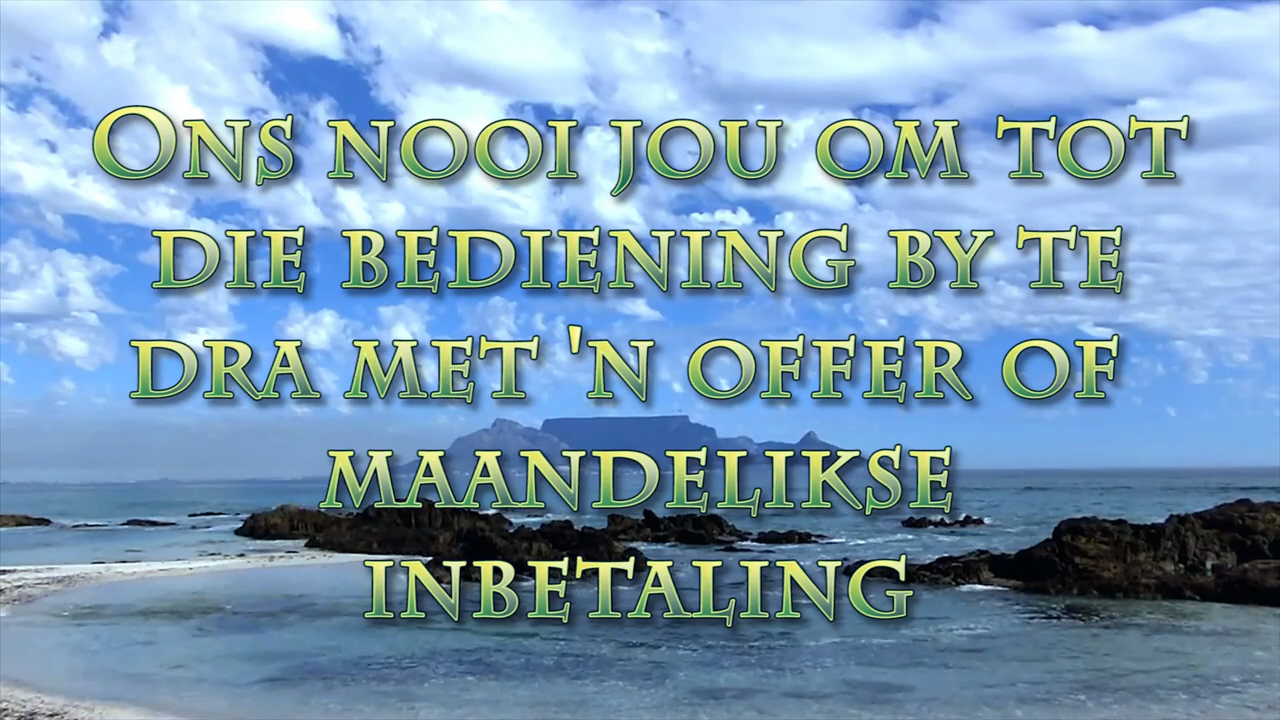 Ons nooi jou om tot
die bediening by te
dra met 'n offer of
maandelikse
inbetaling